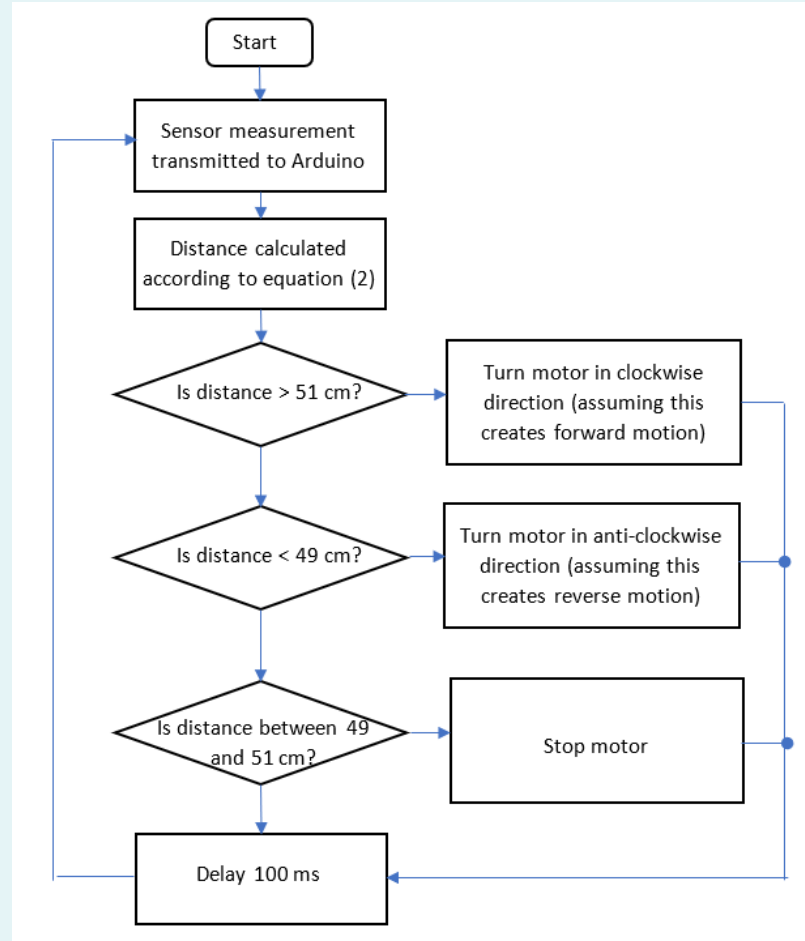 Start
Sensor measurement
transmitted to Arduino
Distance calculated
according to equation (2)
Is distance > 51 cm?
Turn motor in clockwise
direction (assuming this
creates forward motion)
Is distance < 49 cm?
Turn motor in anti-clockwise
direction (assuming this
creates reverse motion)
Is distance between 49
and 51 cm?
Stop motor
Delay 100 ms